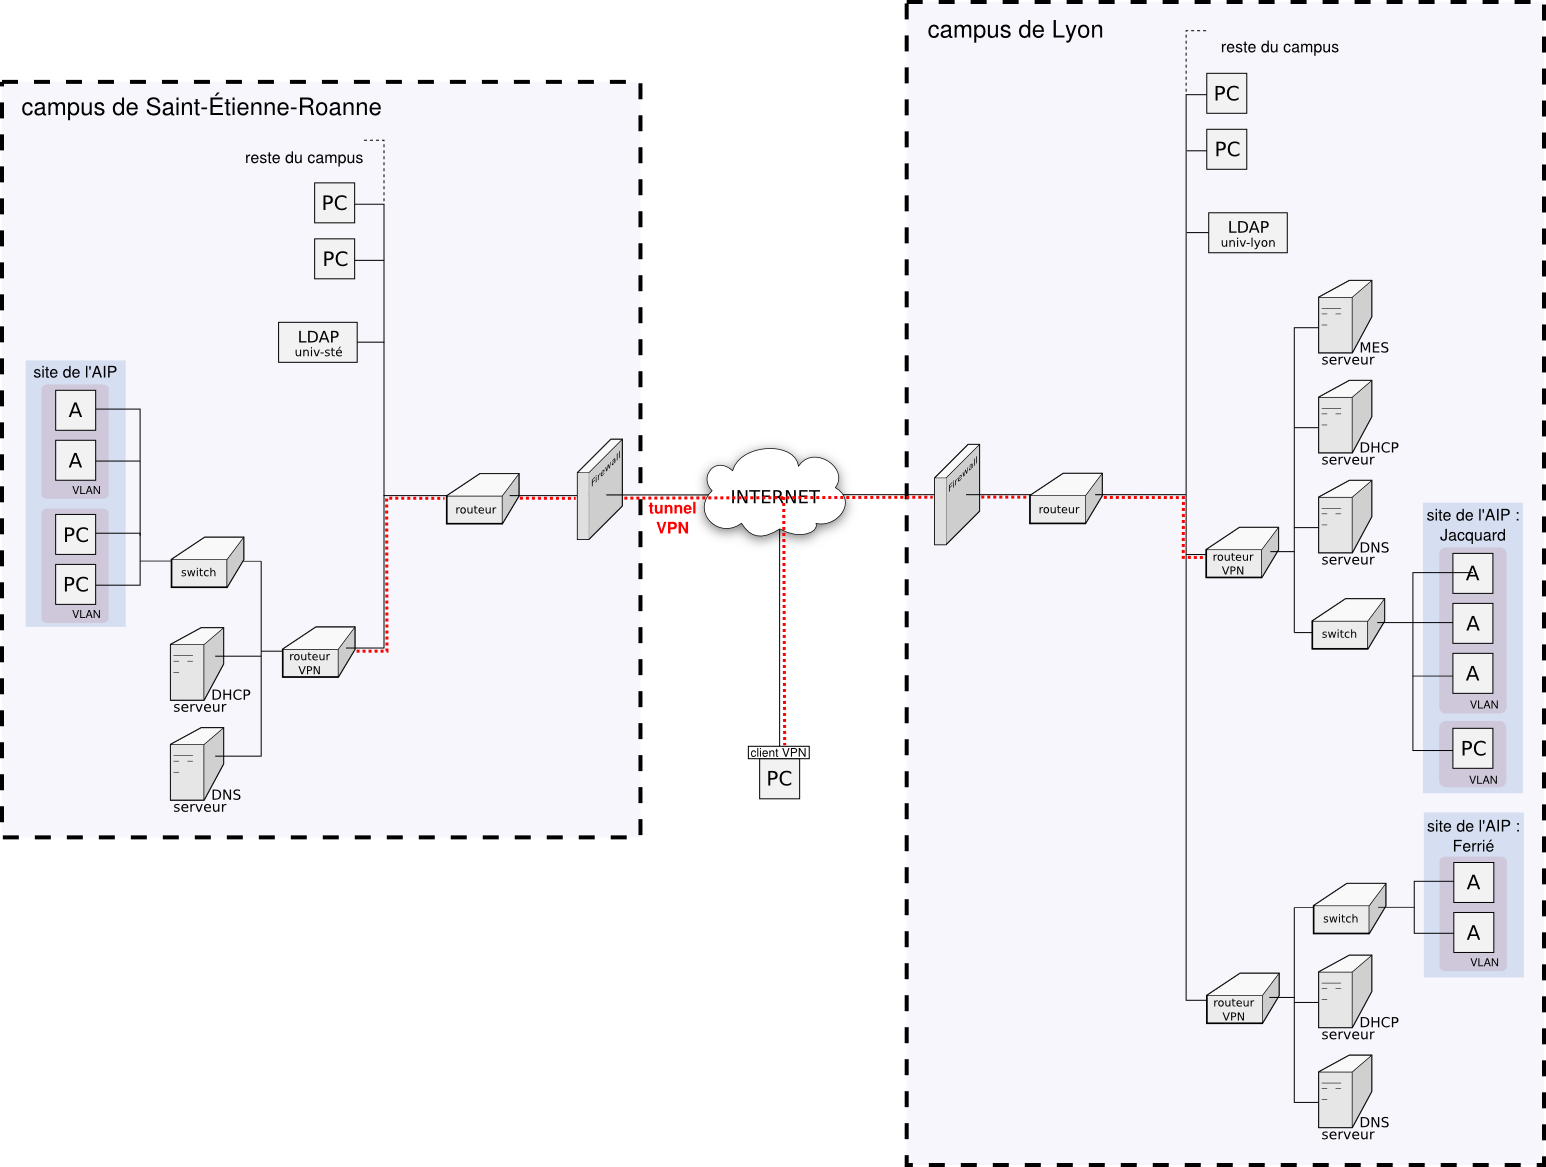 campus de Saint-Étienne-Roanne
reste du campus
PC
PC
LDAP
univ-sté
site de l'AIP
A
A
VLAN
PC
PC
VLAN
switch
DHCP
serveur
DNS
serveur
routeur
VPN
routeur
Firewall
tunnel
VPN
INTERNET
client VPN
PC
campus de Lyon
reste du campus
PC
PC
LDAP
univ-lyon
MES
serveur
DHCP
serveur
DNS
serveur
Firewall
routeur
routeur
VPN
switch
site de l'AIP :
Jacquard
A
A
A
VLAN
PC
VLAN
site de l'AIP :
Ferrié
A
A
VLAN
switch
routeur
VPN
DHCP
serveur
DNS
serveur